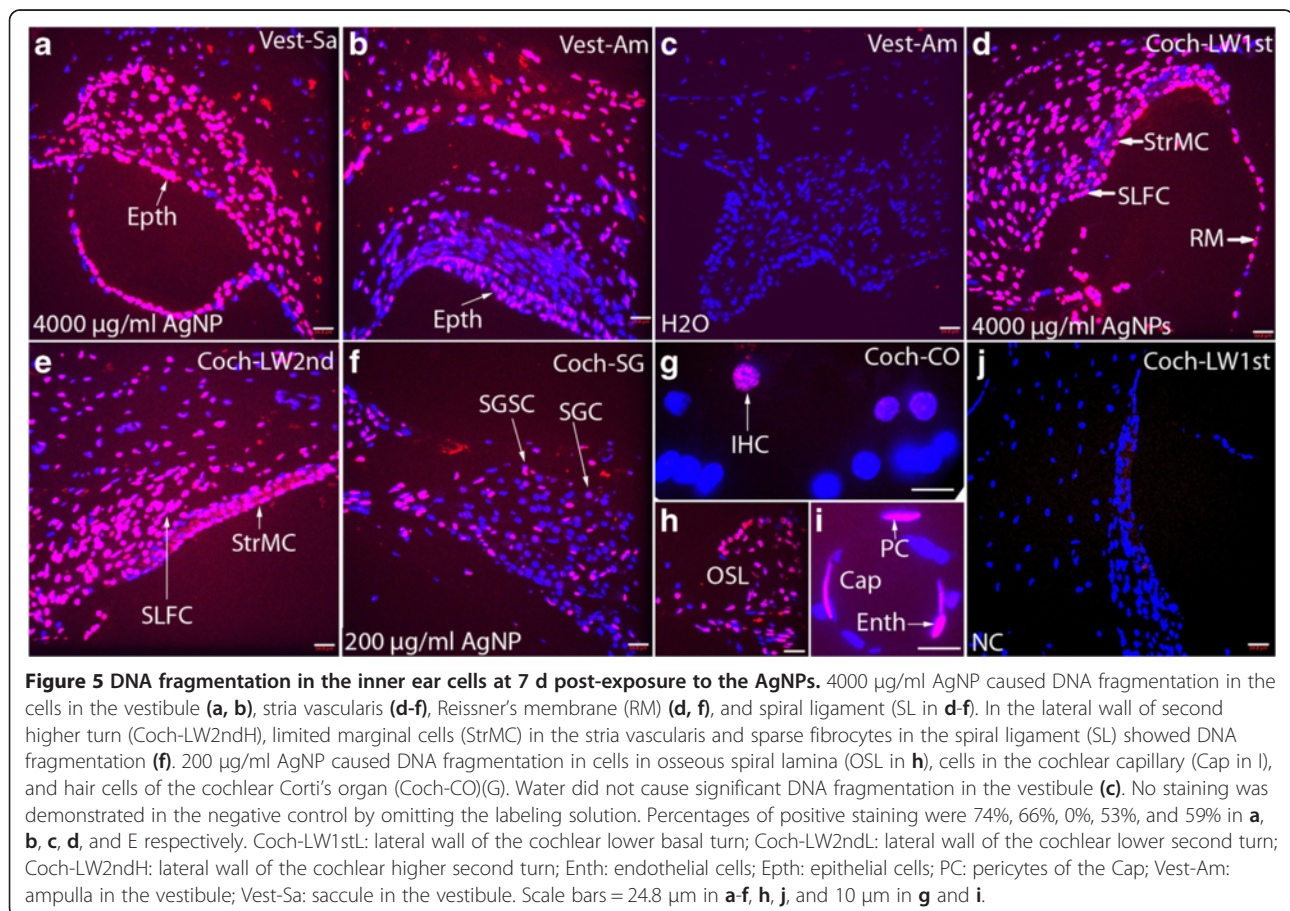 a Vest-Sa b Vest-Am c Vest-Am d Coch-LW1st
StrMC
SLFC
Epth
RM
Epth
4000 µg/ml AgNP H2O 4000 µg/ml AgNPs
e Coch-LW2nd f Coch-SG g Coch-CO j Coch-LW1st
SGSC SGC
IHC
StrMC
h i PC
OSL Cap
SLFC Enth
200 µg/ml AgNP NC
Figure 5 DNA fragmentation in the inner ear cells at 7 d post-exposure to the AgNPs. 4000 µg/ml AgNP caused DNA fragmentation in the
cells in the vestibule (a, b), stria vascularis (d-f), Reissner's membrane (RM) (d, f), and spiral ligament (SL in d-f). In the lateral wall of second
higher turn (Coch-LW2ndH), limited marginal cells (StrMC) in the stria vascularis and sparse fibrocytes in the spiral ligament (SL) showed DNA
fragmentation (f). 200 µg/ml AgNP caused DNA fragmentation in cells in osseous spiral lamina (OSL in h), cells in the cochlear capillary (Cap in I),
and hair cells of the cochlear Corti's organ (Coch-CO)(G). Water did not cause significant DNA fragmentation in the vestibule (c). No staining was
demonstrated in the negative control by omitting the labeling solution. Percentages of positive staining were 74%, 66%, 0%, 53%, and 59% in a,
b, c, d, and E respectively. Coch-LW1stL: lateral wall of the cochlear lower basal turn; Coch-LW2ndL: lateral wall of the cochlear lower second turn;
Coch-LW2ndH: lateral wall of the cochlear higher second turn; Enth: endothelial cells; Epth: epithelial cells; PC: pericytes of the Cap; Vest-Am:
ampulla in the vestibule; Vest-Sa: saccule in the vestibule. Scale bars = 24.8 µm in a-f, h, j, and 10 µm in g and i.